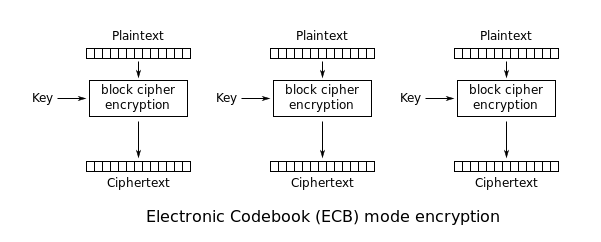 Plaintext Plaintext Plaintext
Key block cipher encryption Key block cipher encryption Key block cipher encryption
Ciphertext Ciphertext Ciphertext
Electronic Codebook (ECB) mode encryption